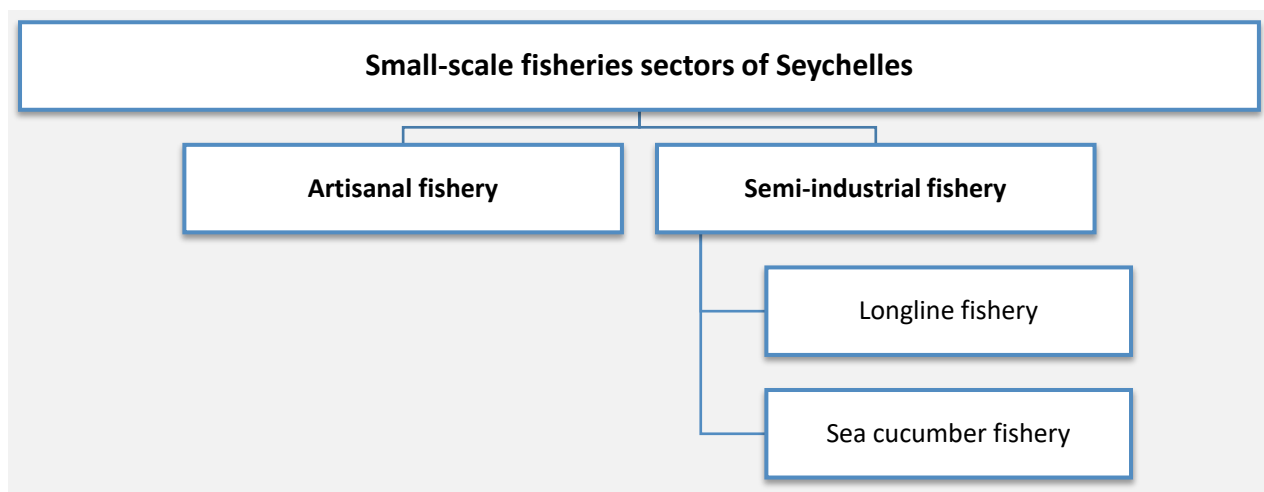 Small-scale fisheries sectors of Seychelles
Artisanal fishery
Semi-industrial fishery
Longline fishery
Sea cucumber fishery